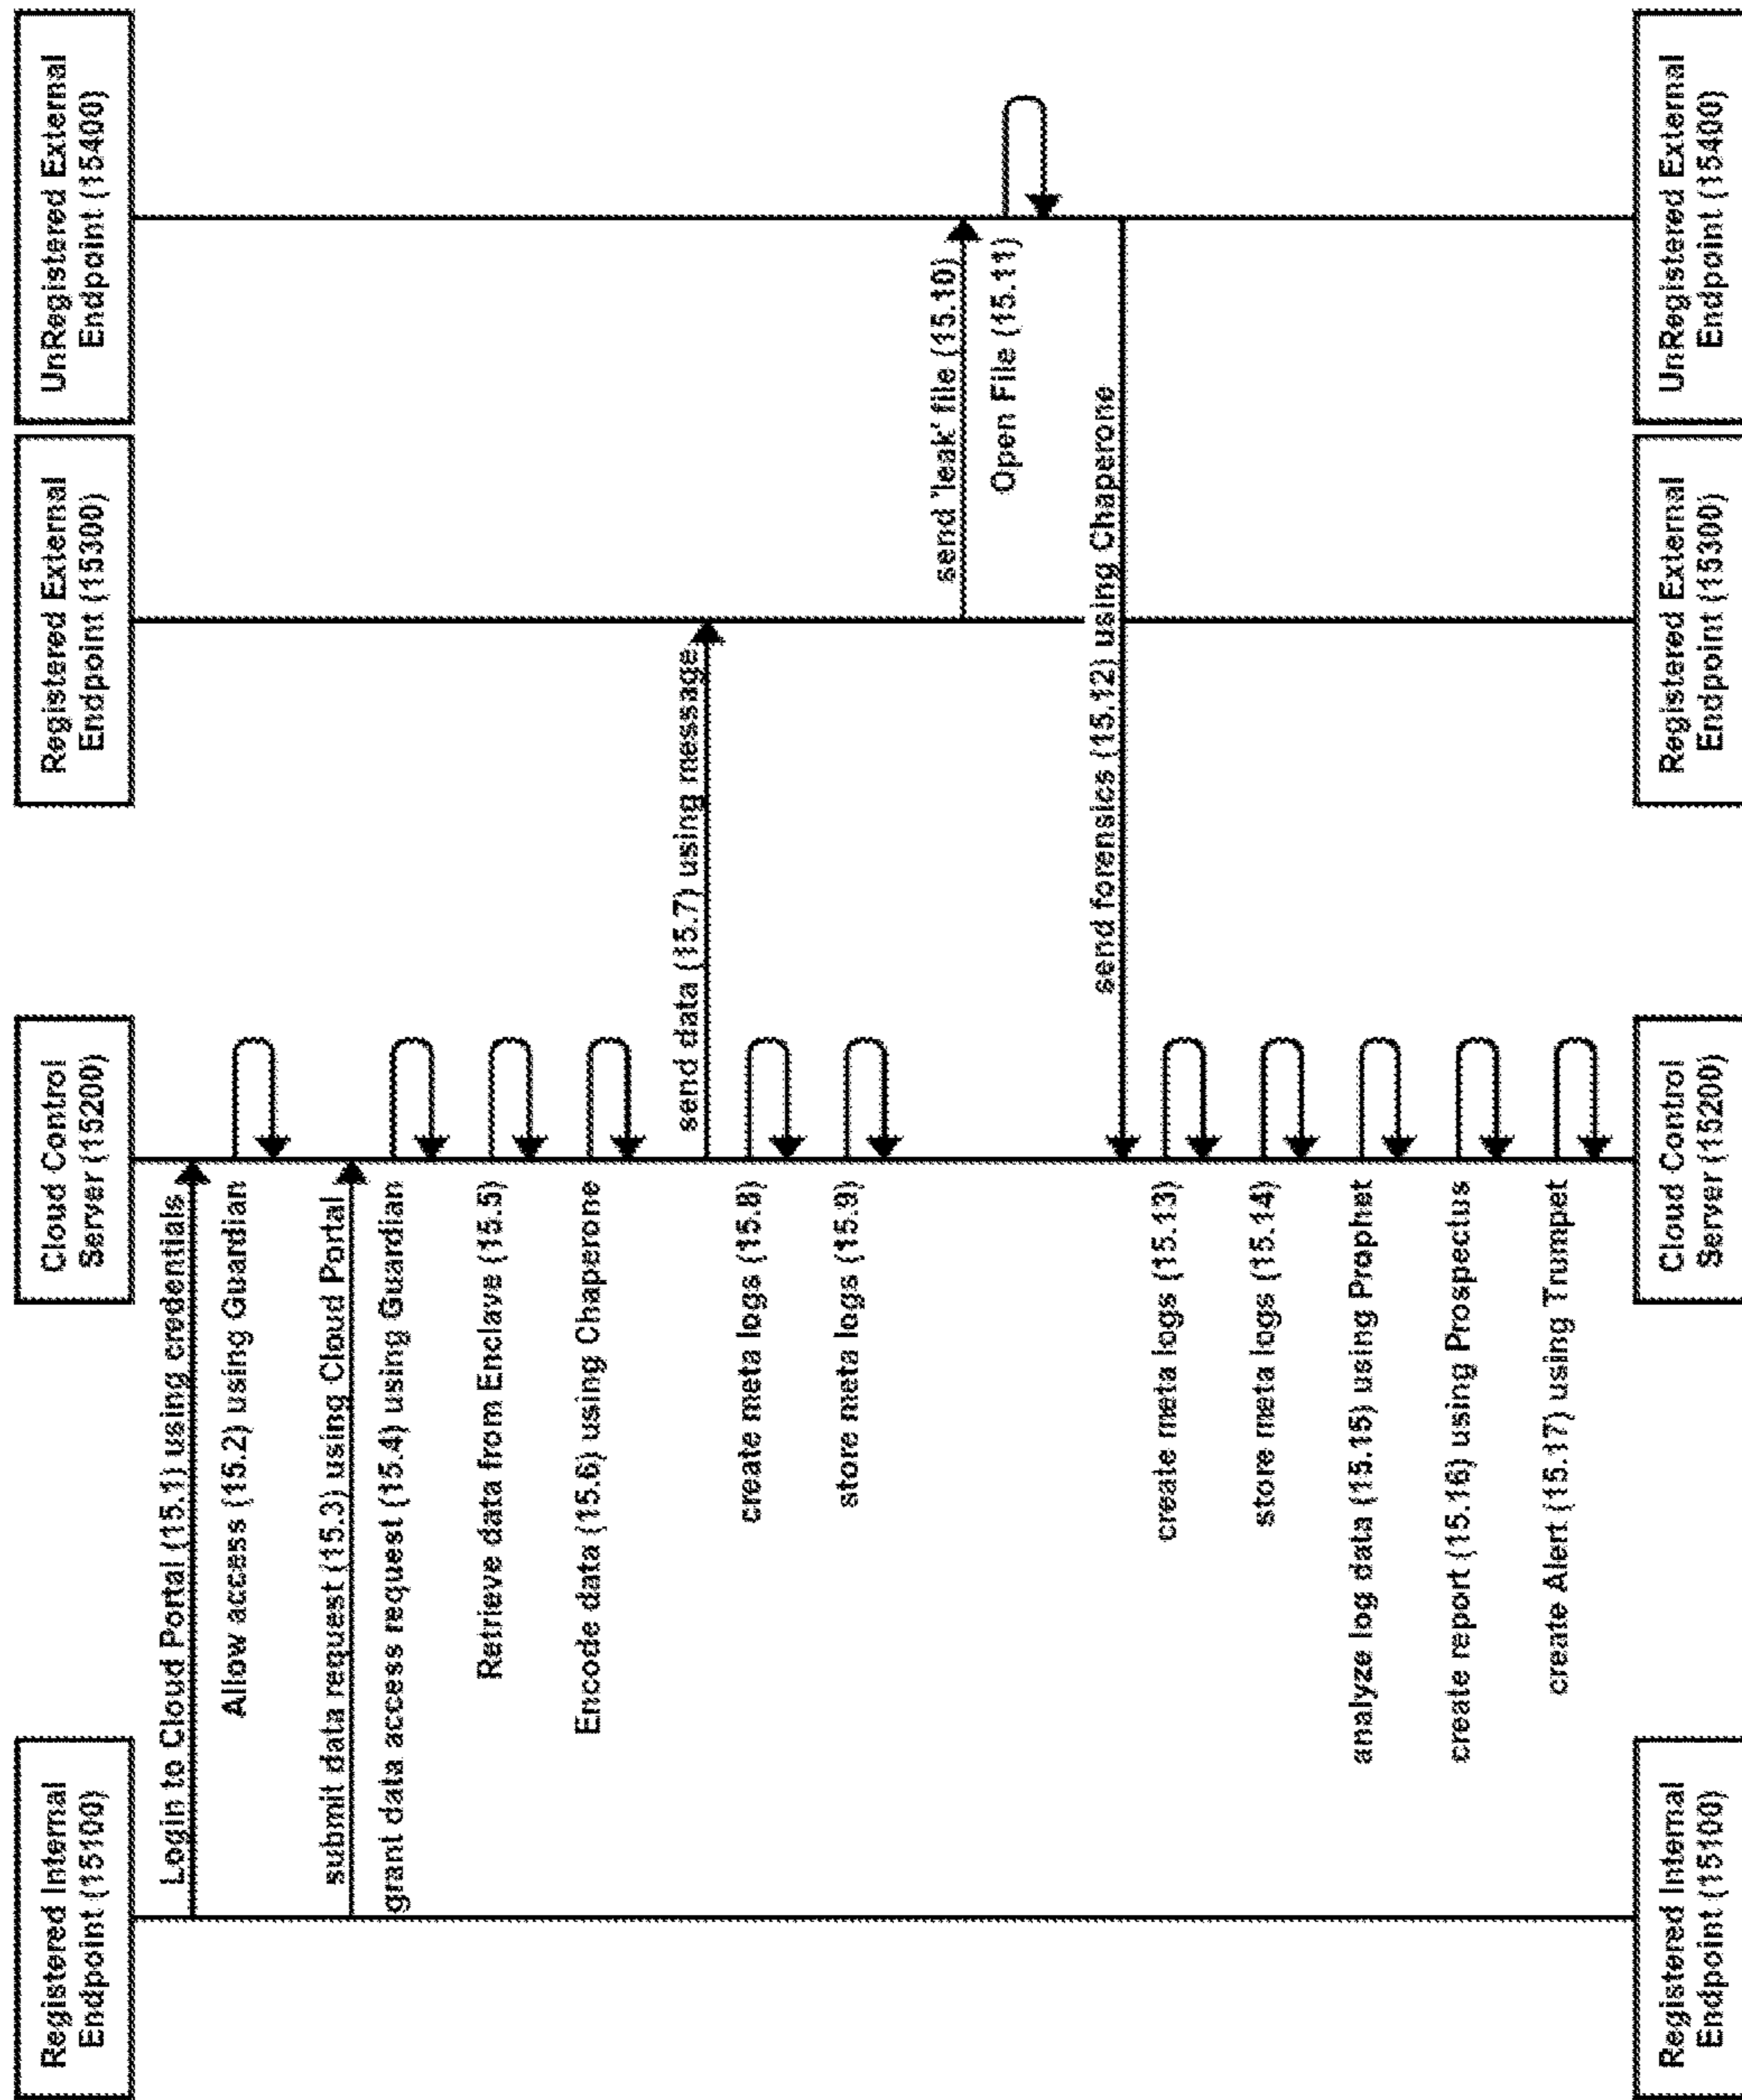 Registered Internal
Endpoint (15100)
Cloud Control
Server (15200)
Registered External
Endpoint (15300)
UnRegistered External
Endpoint (15400)
Login to Cloud Portal (15.1) using credentials
Allow access (15.2) using Guardian
submit data request (15.3) using Cloud Portal
grant data access request (15.4) using Guardian
Retrieve data from Enclave (15.5)
Encode data (15.6) using Chaperone
send data (15.7) using message
create meta logs (15.8)
store meta logs (15.9)
send 'leak' file (15.10)
Open File (15.11)
send forensics (15.12) using Chaperone
create meta logs (15.13)
store meta logs (15.14)
analyze log data (15.15) using Prophet
create report (15.16) using Prospectus
create Alert (15.17) using Trumpet
Registered Internal
Endpoint (15100)
Cloud Control
Server (15200)
Registered External
Endpoint (15300)
UnRegistered External
Endpoint (15400)